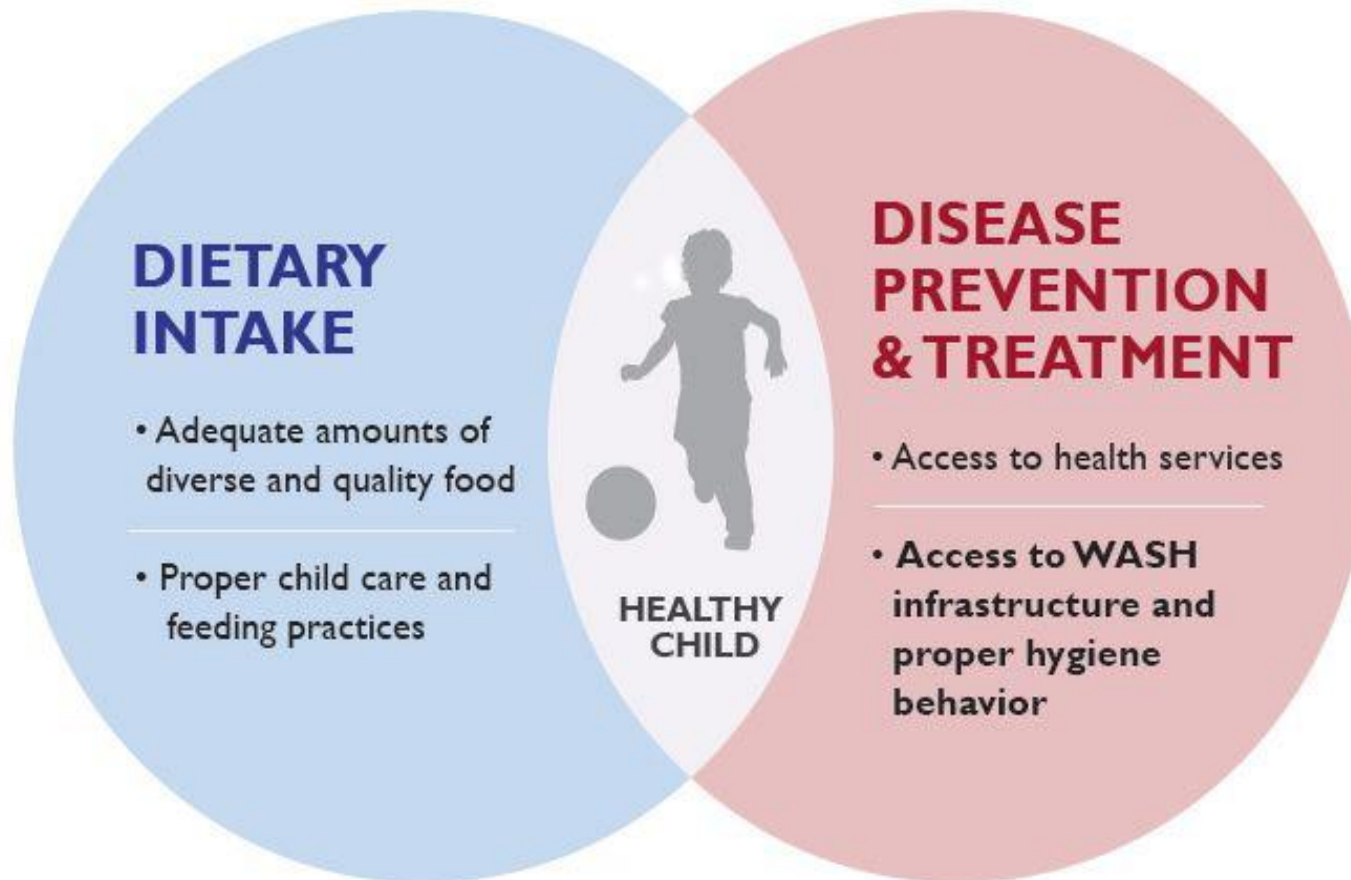 DIETARY
INTAKE
• Adequate amounts of
diverse and quality food
• Proper child care and
feeding practices
HEALTHY
CHILD
DISEASE
PREVENTION
& TREATMENT
• Access to health services
• Access to WASH
infrastructure and
proper hygiene
behavior